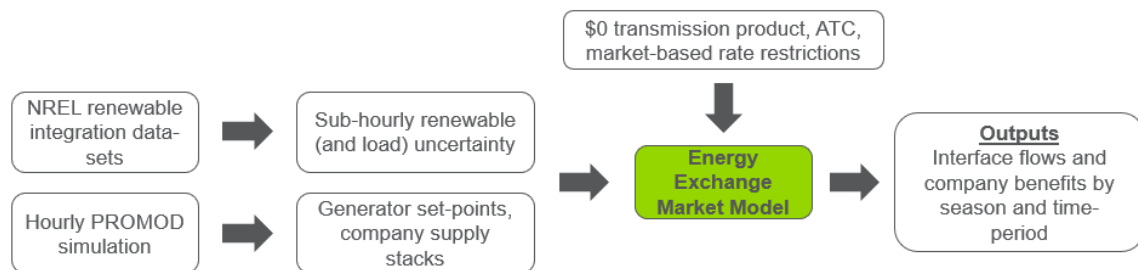 $0 transmission product, ATC,
market-based rate restrictions
NREL renewable
integration data-
sets
Sub-hourly renewable
(and load) uncertainty
Hourly PROMOD
simulation
Generator set-points,
company supply
stacks
Energy
Exchange
Market Model
Outputs
Interface flows and
company benefits by
season and time-
period